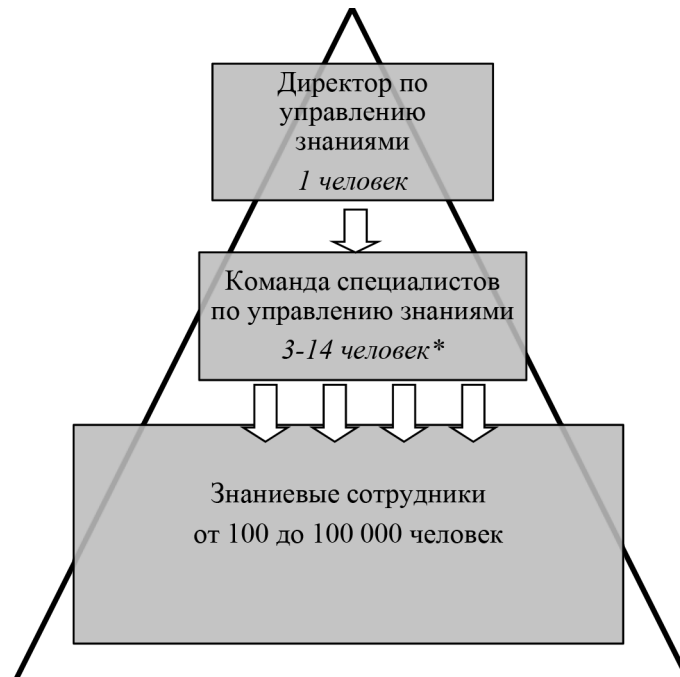 Директор по
управлению
знаниями
1 человек
Команда специалистов
по управлению знаниями
3-14 человек*
Знаниевые сотрудники
от 100 до 100 000 человек